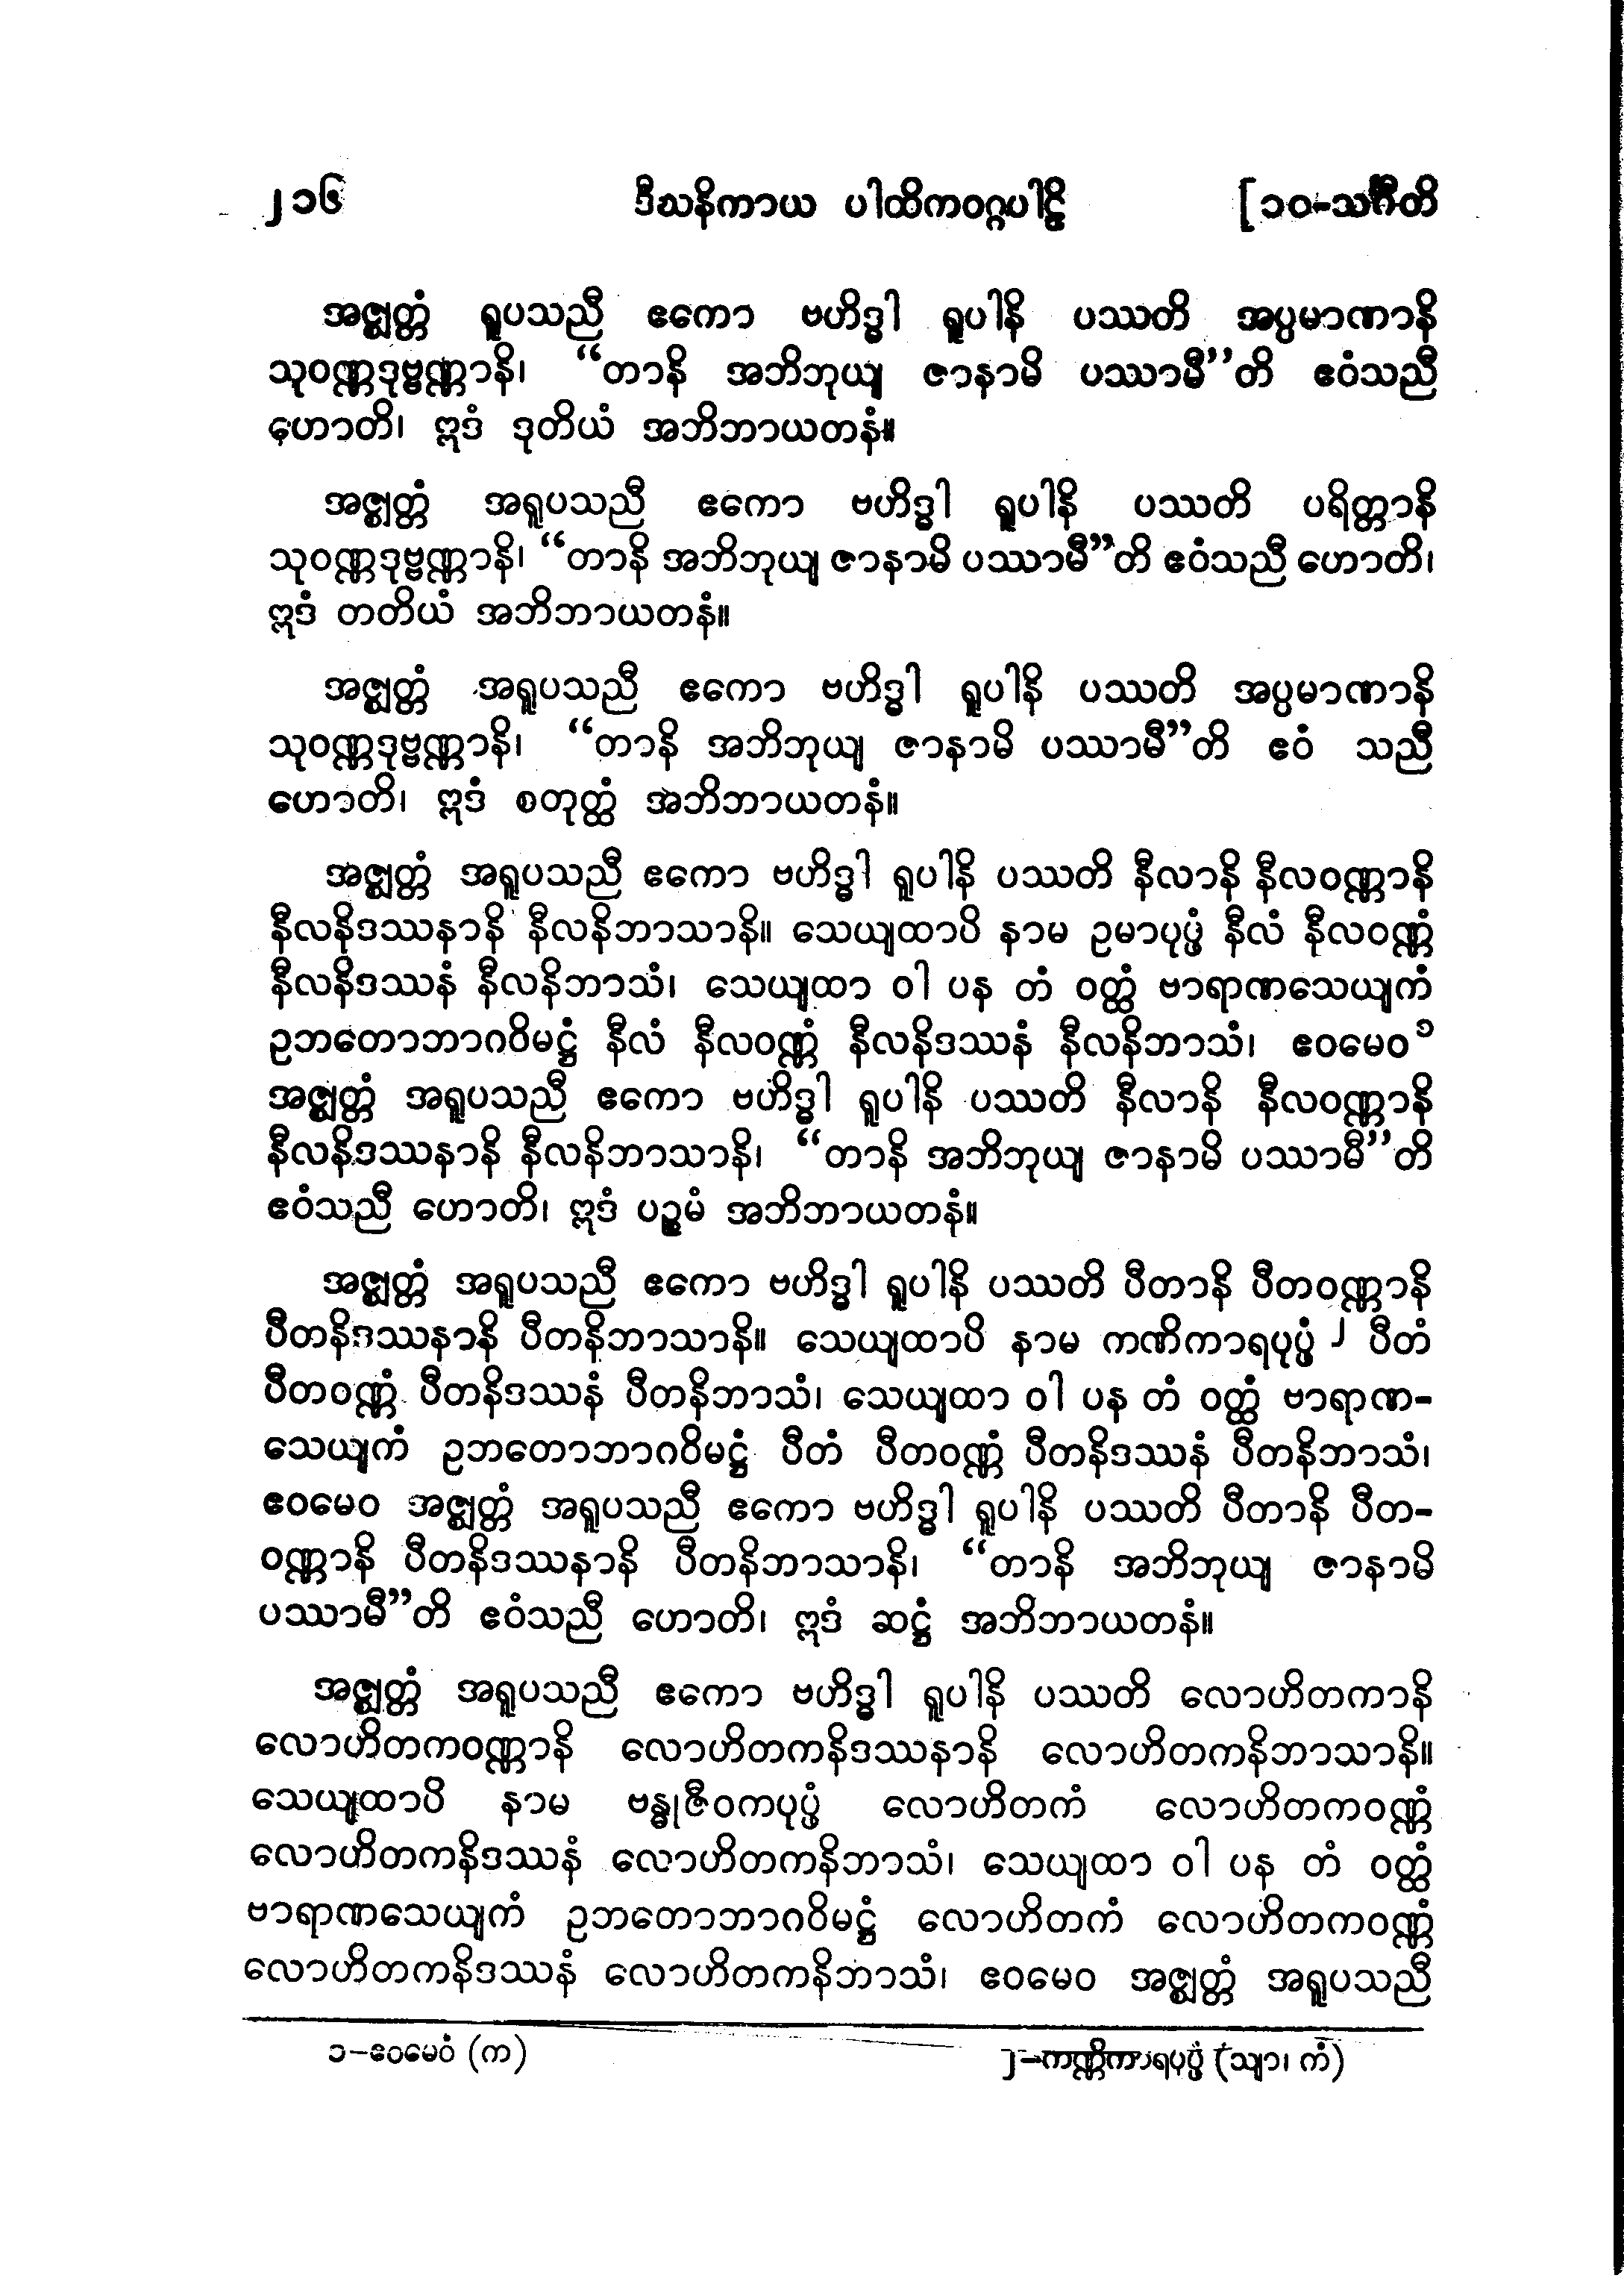 ၂၁၆ ဒီဃနိကာယ ပါထိကဝဂ္ဂပါဠိ [၁၀-သင်္ဂီတိ
အဇ္ဈတ္တံ ရူပသညီ ဧကော ဗဟိဒ္ဓါ ရူပါနိ ပဿတိ အပ္ပမာဏာနိ
သုဝဏ္ဏဒုဗ္ဗဏ္ဏာနိ၊ “တာနိ အဘိဘုယျ ဇာနာမိ ပဿာမီ”တိ ဧဝံသညီ
ဟောတိ၊ ဣဒံ ဒုတိယံ အဘိဘာယတနံ။
အဇ္ဈတ္တံ အရူပသညီ ဧကော ဗဟိဒ္ဓါ ရူပါနိ ပဿတိ ပရိတ္တာနိ
သုဝဏ္ဏဒုဗ္ဗဏ္ဏာနိ၊ “တာနိ အဘိဘုယျ ဇာနာမိ ပဿာမီ”တိ ဧဝံသညီ ဟောတိ၊
ဣဒံ တတိယံ အဘိဘာယတနံ။
အဇ္ဈတ္တံ အရူပသညီ ဧကော ဗဟိဒ္ဓါ ရူပါနိ ပဿတိ အပ္ပမာဏာနိ
သုဝဏ္ဏဒုဗ္ဗဏ္ဏာနိ၊ “တာနိ အဘိဘုယျ ဇာနာမိ ပဿာမီ”တိ ဧဝံ သညီ
ဟောတိ၊ ဣဒံ စတုတ္ထံ အဘိဘာယတနံ။
အဇ္ဈတ္တံ အရူပသညီ ဧကော ဗဟိဒ္ဓါ ရူပါနိ ပဿတိ နီလာနိ နီလဝဏ္ဏာနိ
နီလနိဒဿနာနိ နီလနိဘာသာနိ။ သေယျထာပိ နာမ ဥမာပုပ္ဖံ နီလံ နီလဝဏ္ဏံ
နီလနိဒဿနံ နီလနိဘာသံ၊ သေယျထာ ဝါ ပန တံ ဝတ္ထံ ဗာရာဏသေယျကံ
ဥဘတောဘာဂဝိမဋ္ဌံ နီလံ နီလဝဏ္ဏံ နီလနိဒဿနံ နီလနိဘာသံ၊ ဧဝမေဝ၁
အဇ္ဈတ္တံ အရူပသညီ ဧကော ဗဟိဒ္ဓါ ရူပါနိ ပဿတိ နီလာနိ နီလဝဏ္ဏာနိ
နီလနိဒဿနာနိ နီလနိဘာသာနိ၊ “တာနိ အဘိဘုယျ ဇာနာမိ ပဿာမီ”တိ
ဧဝံသညီ ဟောတိ၊ ဣဒံ ပဉ္စမံ အဘိဘာယတနံ။
အဇ္ဈတ္တံ အရူပသညီ ဧကော ဗဟိဒ္ဓါ ရူပါနိ ပဿတိ ပီတာနိ ပီတဝဏ္ဏာနိ
ပီတနိဒဿနာနိ ပီတနိဘာသာနိ။ သေယျထာပိ နာမ ကဏိကာရပုပ္ဖံ ၂ ပီတံ
ပီတဝဏ္ဏံ ပီတနိဒဿနံ ပီတနိဘာသံ၊ သေယျထာ ဝါ ပန တံ ဝတ္ထံ ဗာရာဏ-
သေယျကံ ဥဘတောဘာဂဝိမဋ္ဌံ ပီတံ ပီတဝဏ္ဏံ ပီတနိဒဿနံ ပီတနိဘာသံ၊
ဧဝမေဝ အဇ္ဈတ္တံ အရူပသညီ ဧကော ဗဟိဒ္ဓါ ရူပါနိ ပဿတိ ပီတာနိ ပီတ-
ဝဏ္ဏာနိ ပီတနိဒဿနာနိ ပီတနိဘာသာနိ၊ “တာနိ အဘိဘုယျ ဇာနာမိ
ပဿာမီ”တိ ဧဝံသညီ ဟောတိ၊ ဣဒံ ဆဋ္ဌံ အဘိဘာယတနံ။
အဇ္ဈတ္တံ အရူပသညီ ဧကော ဗဟိဒ္ဓါ ရူပါနိ ပဿတိ လောဟိတကာနိ
လောဟိတကဝဏ္ဏာနိ လောဟိတကနိဒဿနာနိ လောဟိတကနိဘာသာနိ။
သေယျထာပိ နာမ ဗန္ဓုဇီဝကပုပ္ဖံ လောဟိတကံ လောဟိတကဝဏ္ဏံ
လောဟိတကနိဒဿနံ လောဟိတကနိဘာသံ၊ သေယျထာ ဝါ ပန တံ ဝတ္ထံ
ဗာရာဏသေယျကံ ဥဘတောဘာဂဝိမဋ္ဌံ လောဟိတကံ လောဟိတကဝဏ္ဏံ
လောဟိတကနိဒဿနံ လောဟိတကနိဘာသံ၊ ဧဝမေဝ အဇ္ဈတ္တံ အရူပသညီ
၁-ဧဝမေဝံ (က) ၂-ကဏ္ဏိကာရပုပ္ဖံ (သျာ၊ ကံ)